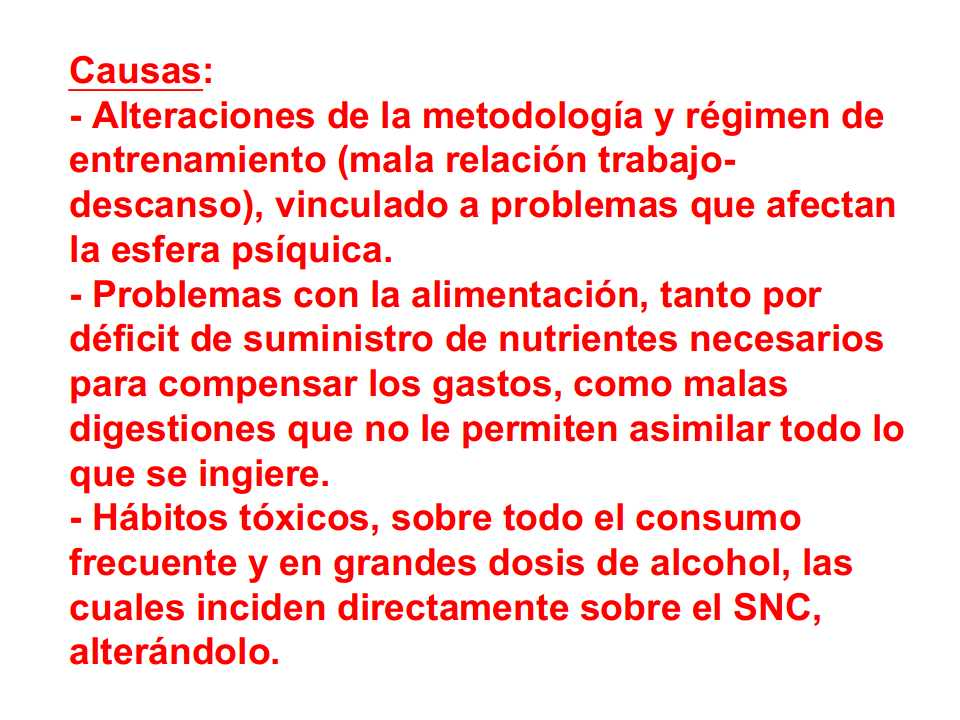 Causas:
- Alteraciones de la metodología y régimen de
entrenamiento (mala relación trabajo-
descanso), vinculado a problemas que afectan
la esfera psíquica.
- Problemas con la alimentación, tanto por
déficit de suministro de nutrientes necesarios
para compensar los gastos, como malas
digestiones que no le permiten asimilar todo lo
que se ingiere.
- Hábitos tóxicos, sobre todo el consumo
frecuente y en grandes dosis de alcohol, las
cuales inciden directamente sobre el SNC,
alterándolo.